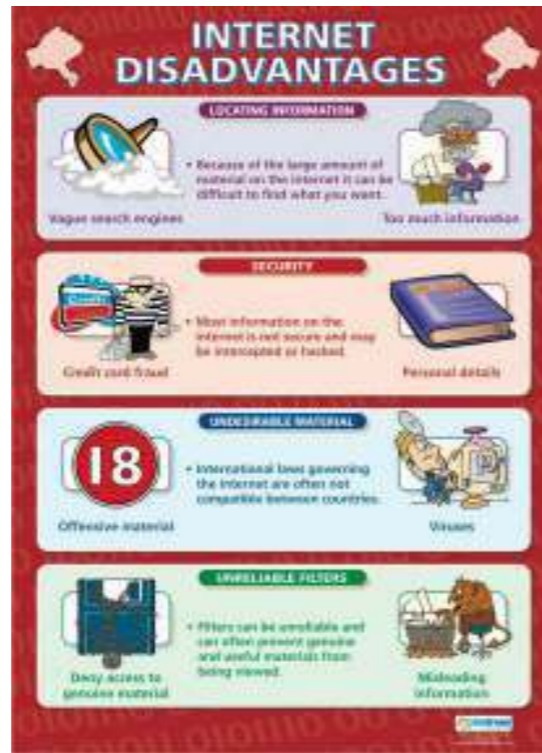 INTERNET
DISADVANTAGES
LOCATING INFORMATION
• Because of the large amount of
material on the internet it can be
difficult to find what you want.
Vague search engines
Too much information
SECURITY
• Most information on the
internet is not secure and may
be intercepted or hacked.
Credit card fraud
Personal details
UNDESIRABLE MATERIAL
18
• International laws governing
the internet are often not
compatible between countries.
Offensive material
Viruses
UNRELIABLE FILTERS
• Filters can be unreliable and
can often prevent genuine
and useful materials from
being viewed.
Deny access to
genuine material
Misleading
information